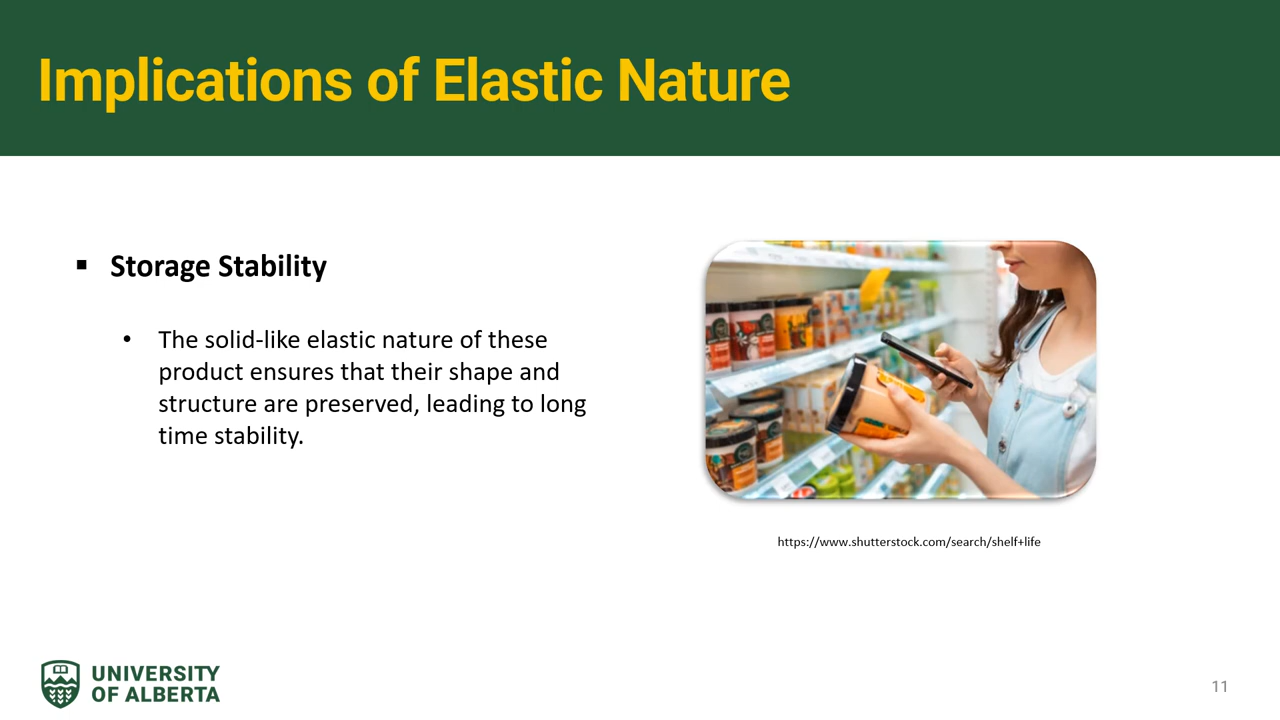 Implications of Elastic Nature
▪ Storage Stability
• The solid-like elastic nature of these
product ensures that their shape and
structure are preserved, leading to long
time stability.
https://www.shutterstock.com/search/shelf+life
UNIVERSITY
OF ALBERTA
11